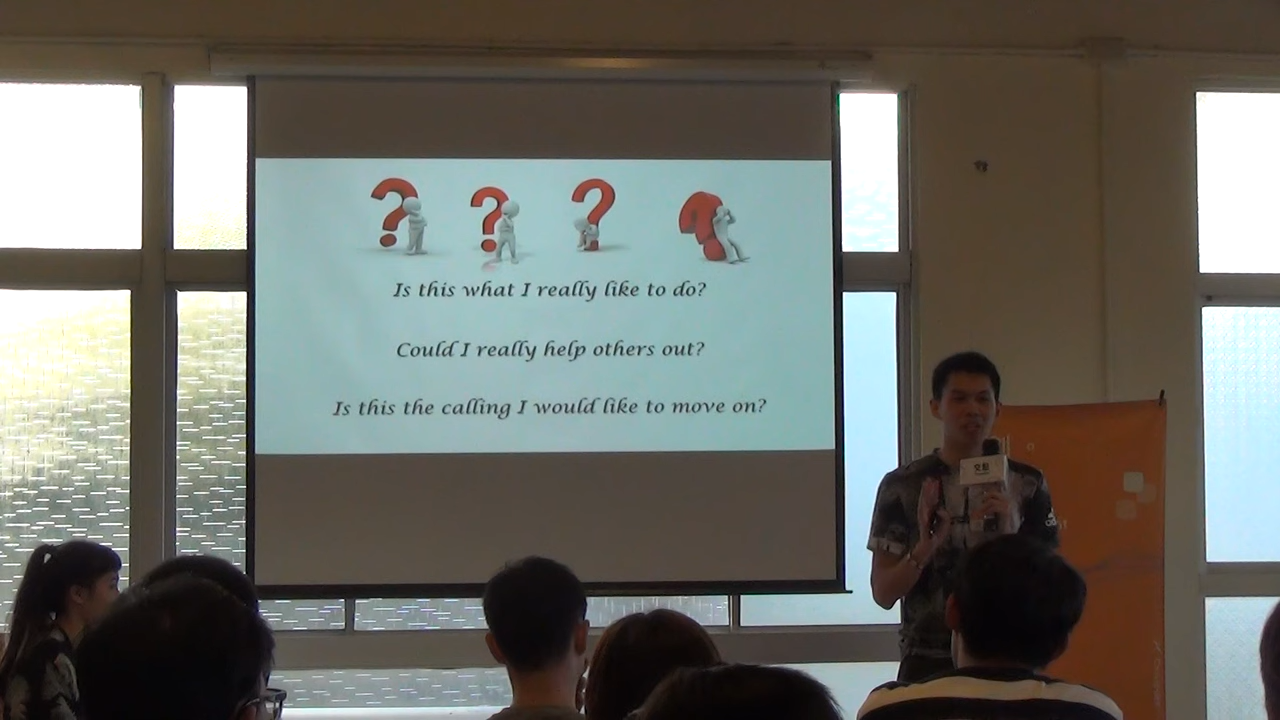 Is this what I really like to do?
Could I really help others out?
Is this the calling I would like to move on?